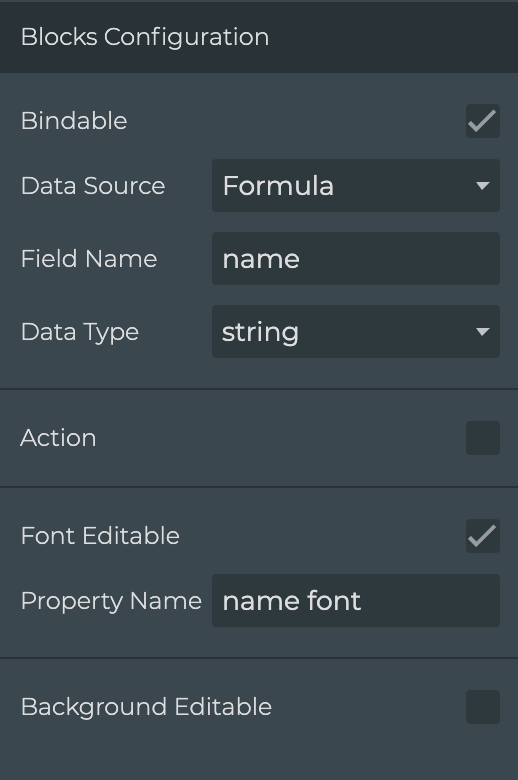 Blocks Configuration
Bindable
Data Source Formula
Field Name name
Data Type string
Action
Font Editable
Property Name name font
Background Editable